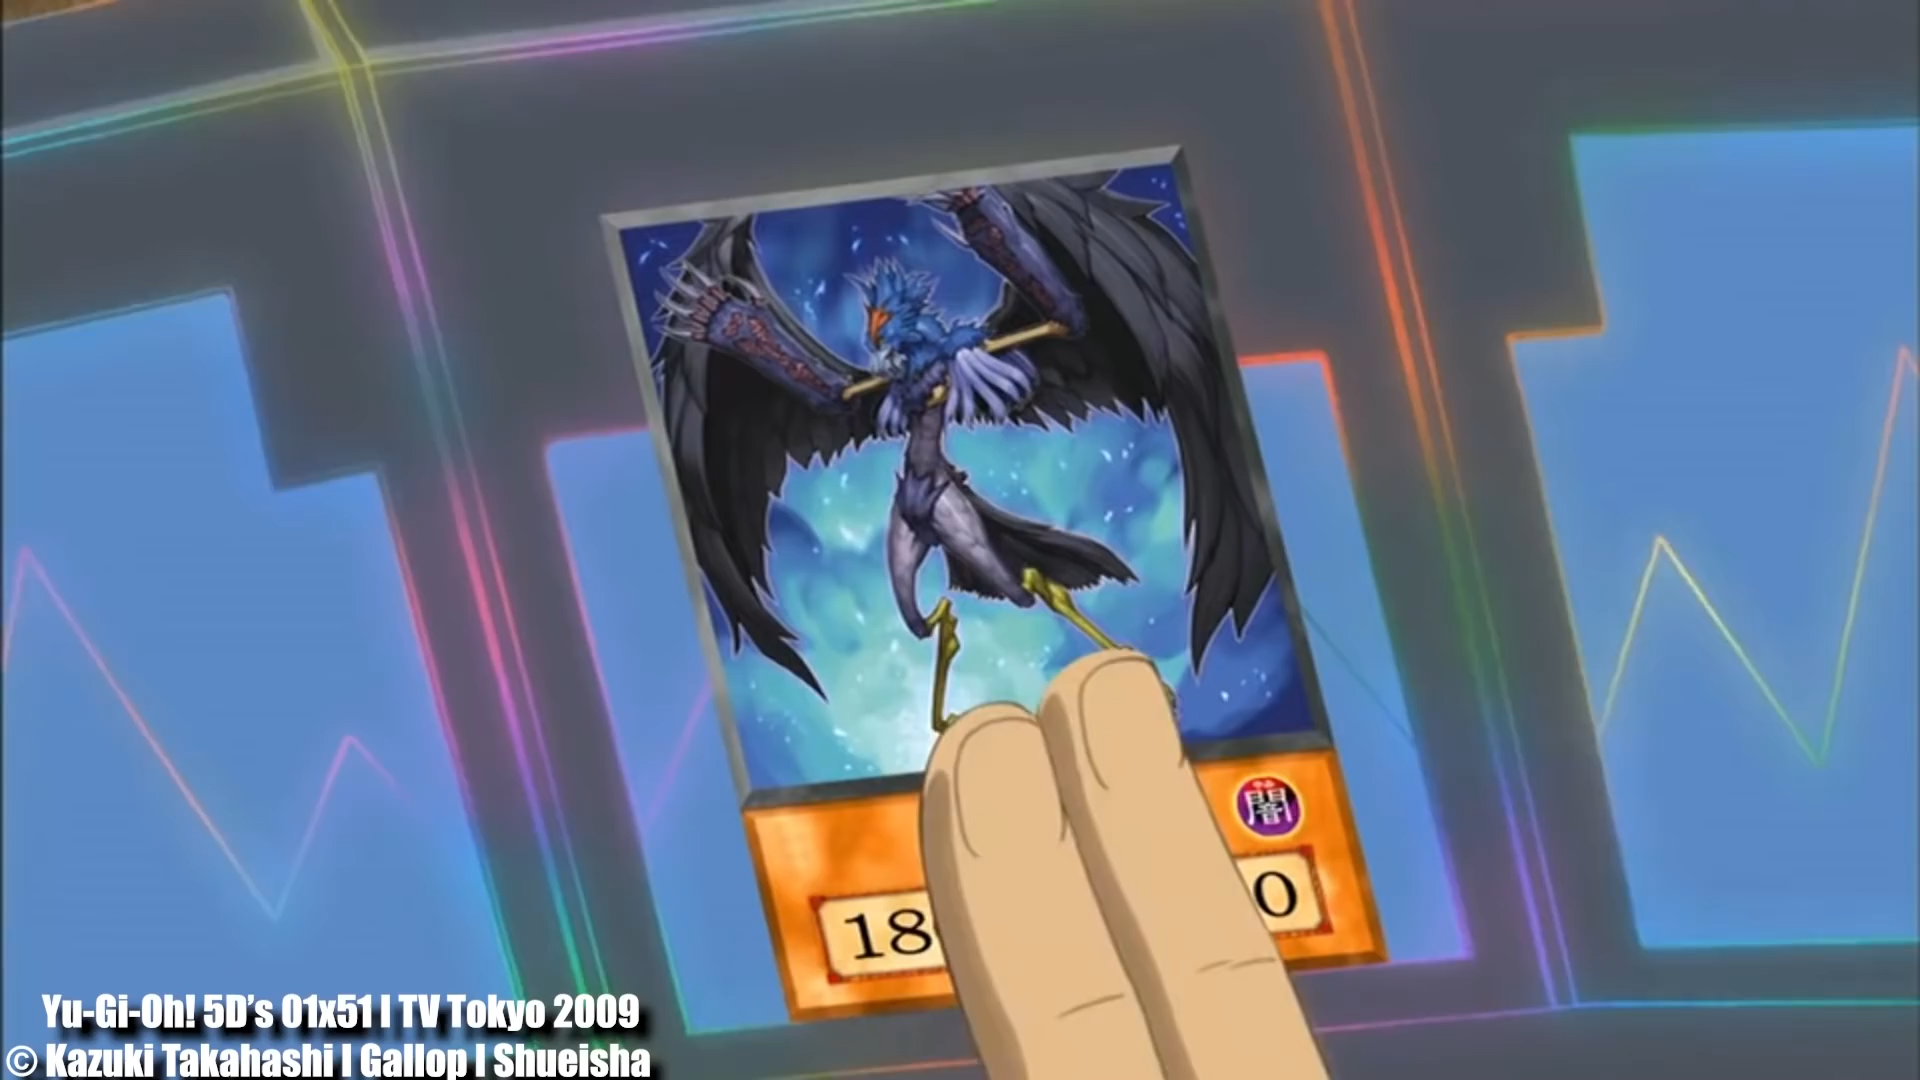 闇
18
0
Yu-Gi-Oh! 5D's 01x51 | TV Tokyo 2009
© Kazuki Takahashi | Gallop | Shueisha